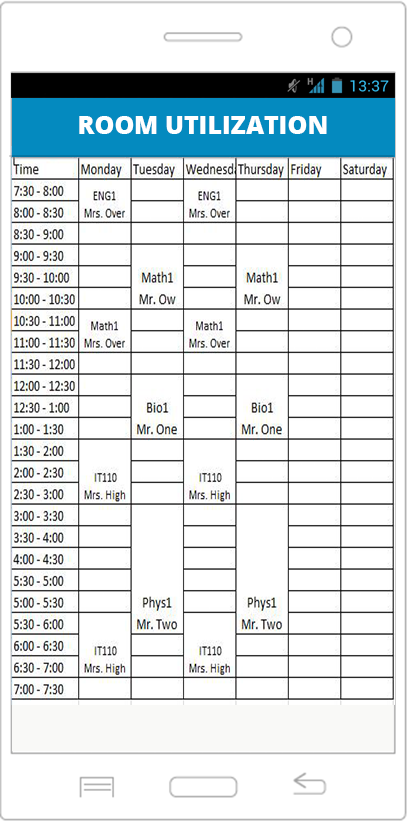 H 13:37
ROOM UTILIZATION
Time Monday Tuesday Wednesda Thursday Friday Saturday
7:30 - 8:00 ENG1 ENG1
8:00 - 8:30 Mrs. Over Mrs. Over
8:30 - 9:00
9:00 - 9:30
9:30 - 10:00 Math1 Math1
10:00 - 10:30 Mr. Ow Mr. Ow
10:30 - 11:00 Math1 Math1
11:00 - 11:30 Mrs. Over Mrs. Over
11:30 - 12:00
12:00 - 12:30
12:30 - 1:00 Bio1 Bio1
1:00 - 1:30 Mr. One Mr. One
1:30 - 2:00
2:00 - 2:30 IT110 IT110
2:30 - 3:00 Mrs. High Mrs. High
3:00 - 3:30
3:30 - 4:00
4:00 - 4:30
5:30 - 5:00
5:00 - 5:30 Phys1 Phys1
5:30 - 6:00 Mr. Two Mr. Two
6:00 - 6:30 IT110 IT110
6:30 - 7:00 Mrs. High Mrs. High
7:00 - 7:30